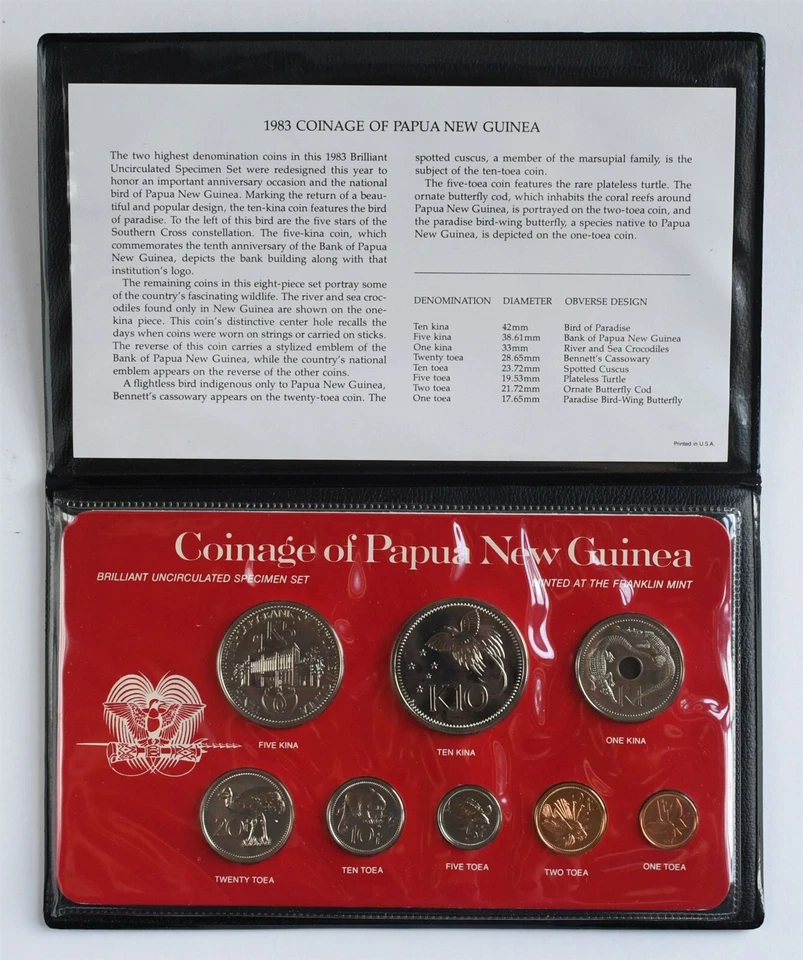 1983 COINAGE OF PAPUA NEW GUINEA
The two highest denomination coins in this 1983 Brilliant
Uncirculated Specimen Set were redesigned this year to
honor an important anniversary occasion and the national
bird of Papua New Guinea. Marking the return of a beau-
tiful and popular design, the ten-kina coin features the bird
of paradise. To the left of this bird are the five stars of the
Southern Cross constellation. The five-kina coin, which
commemorates the tenth anniversary of the Bank of Papua
New Guinea, depicts the bank building along with that
institution's logo.
The remaining coins in this eight-piece set portray some
of the country's fascinating wildlife. The river and sea croc-
odiles found only in New Guinea are shown on the one-
kina piece. This coin's distinctive center hole recalls the
days when coins were worn on strings or carried on sticks.
The reverse of this coin carries a stylized emblem of the
Bank of Papua New Guinea, while the country's national
emblem appears on the reverse of the other coins.
A flightless bird indigenous only to Papua New Guinea,
Bennett's cassowary appears on the twenty-toea coin. The
spotted cuscus, a member of the marsupial family, is the
subject of the ten-toea coin.
The five-toea coin features the rare plateless turtle. The
ornate butterfly cod, which inhabits the coral reefs around
Papua New Guinea, is portrayed on the two-toea coin, and
the paradise bird-wing butterfly, a species native to Papua
New Guinea, is depicted on the one-toea coin.
DENOMINATION DIAMETER OBVERSE DESIGN
Ten kina 42mm Bird of Paradise
Five kina 38.61mm Bank of Papua New Guinea
One kina 33mm River and Sea Crocodiles
Twenty toea 28.65mm Bennett's Cassowary
Ten toea 23.72mm Spotted Cuscus
Five toea 19.53mm Plateless Turtle
Two toea 21.72mm Ornate Butterfly Cod
One toea 17.65mm Paradise Bird-Wing Butterfly
Printed in U.S.A.
Coinage of Papua New Guinea
BRILLIANT UNCIRCULATED SPECIMEN SET
MINTED AT THE FRANKLIN MINT
K5
K10
K1
FIVE KINA
TEN KINA
ONE KINA
20t
10t
TWENTY TOEA
TEN TOEA
FIVE TOEA
TWO TOEA
ONE TOEA